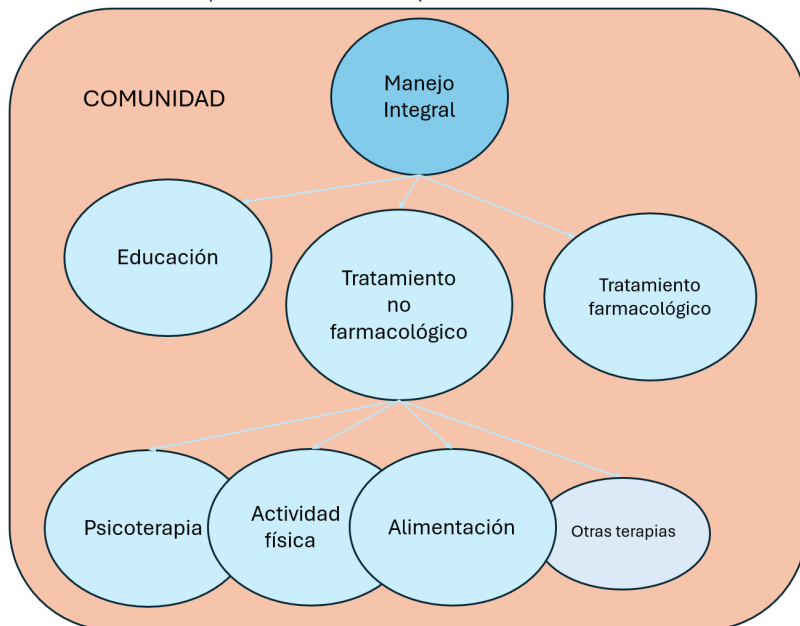 COMUNIDAD
Manejo
Integral
Educación
Tratamiento
no
farmacológico
Tratamiento
farmacológico
Psicoterapia
Actividad
física
Alimentación
Otras terapias